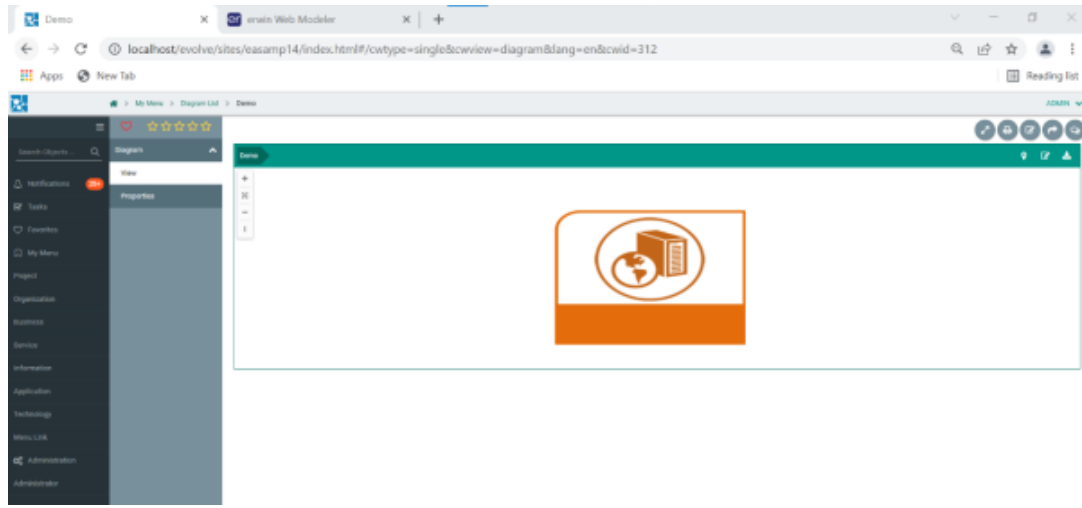 Demo
er erwin Web Modeler
localhost/evolve/sites/easamp14/index.html#/cwtype=single&cwview=diagram&lang=en&cwid=312
Apps New Tab
Reading list
My Menu > Diagram List > Demo
ADMIN
Search Objects...
Diagram
Demo
View
Notifications 20+
Properties
Tasks
Favorites
My Menu
Project
Organization
Business
Service
Information
Application
Technology
Menu Link
Administration
Administrator